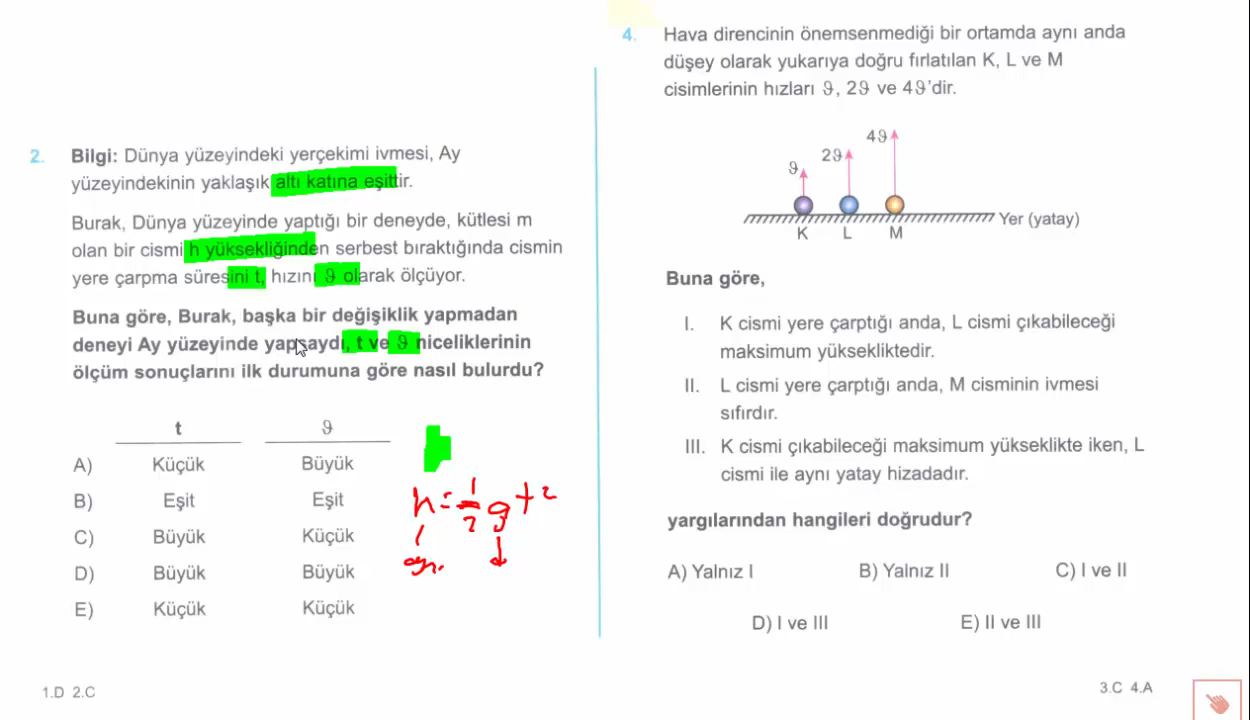 2. Bilgi: Dünya yüzeyindeki yerçekimi ivmesi, Ay
yüzeyindekinin yaklaşık altı katına eşittir.
Burak, Dünya yüzeyinde yaptığı bir deneyde, kütlesi m
olan bir cismi h yüksekliğinden serbest bıraktığında cismin
yere çarpma süresini t, hızını ϑ olarak ölçüyor.
Buna göre, Burak, başka bir değişiklik yapmadan
deneyi Ay yüzeyinde yapsaydı, t ve ϑ niceliklerinin
ölçüm sonuçlarını ilk durumuna göre nasıl bulurdu?
t ϑ
A) Küçük Büyük
B) Eşit Eşit
C) Büyük Küçük
D) Büyük Büyük
E) Küçük Küçük
h = 1/2 g t²
1.D 2.C
4. Hava direncinin önemsenmediği bir ortamda aynı anda
düşey olarak yukarıya doğru fırlatılan K, L ve M
cisimlerinin hızları ϑ, 2ϑ ve 4ϑ'dir.
4ϑ
2ϑ
ϑ
Yer (yatay)
K L M
Buna göre,
I. K cismi yere çarptığı anda, L cismi çıkabileceği
maksimum yüksekliktedir.
II. L cismi yere çarptığı anda, M cisminin ivmesi
sıfırdır.
III. K cismi çıkabileceği maksimum yükseklikte iken, L
cismi ile aynı yatay hizadadır.
yargılarından hangileri doğrudur?
A) Yalnız I B) Yalnız II C) I ve II
D) I ve III E) II ve III
3.C 4.A